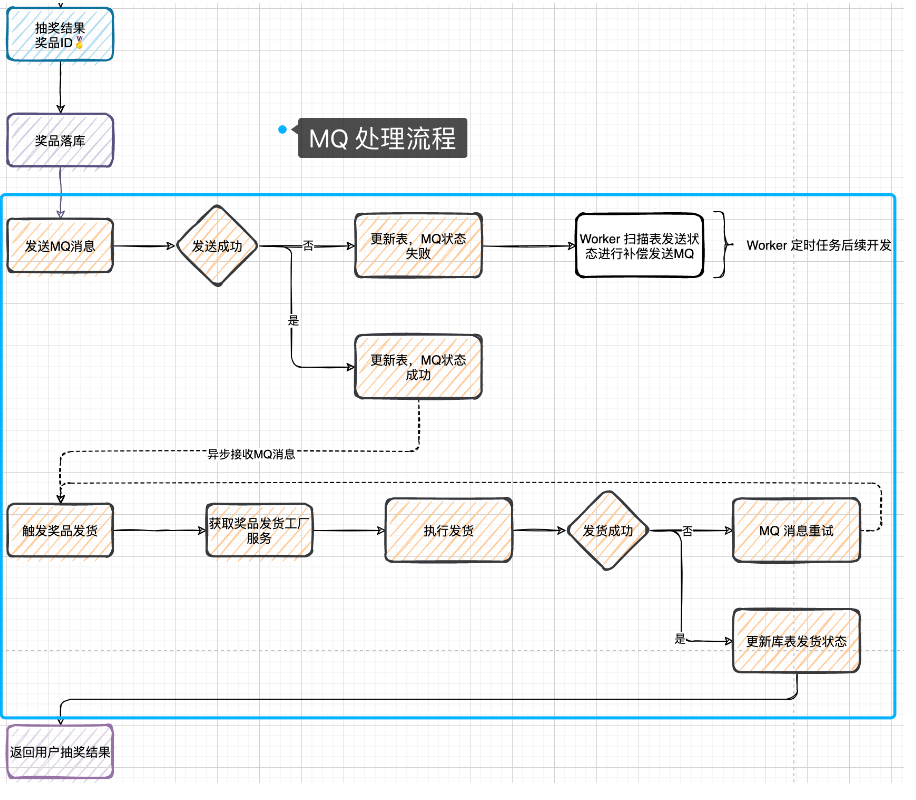 抽奖结果
奖品ID🏅
奖品落库
MQ 处理流程
发送MQ消息
发送成功
否
更新表，MQ状态
失败
Worker 扫描表发送状
态进行补偿发送MQ
Worker 定时任务后续开发
是
更新表，MQ状态
成功
异步接收MQ消息
触发奖品发货
获取奖品发货工厂
服务
执行发货
发货成功
否
MQ 消息重试
是
更新库表发货状态
返回用户抽奖结果